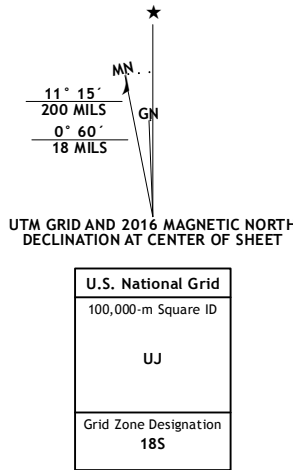 ★
MN
11° 15´
200 MILS
GN
0° 60´
18 MILS
UTM GRID AND 2016 MAGNETIC NORTH
DECLINATION AT CENTER OF SHEET
U.S. National Grid
100,000-m Square ID
UJ
Grid Zone Designation
18S